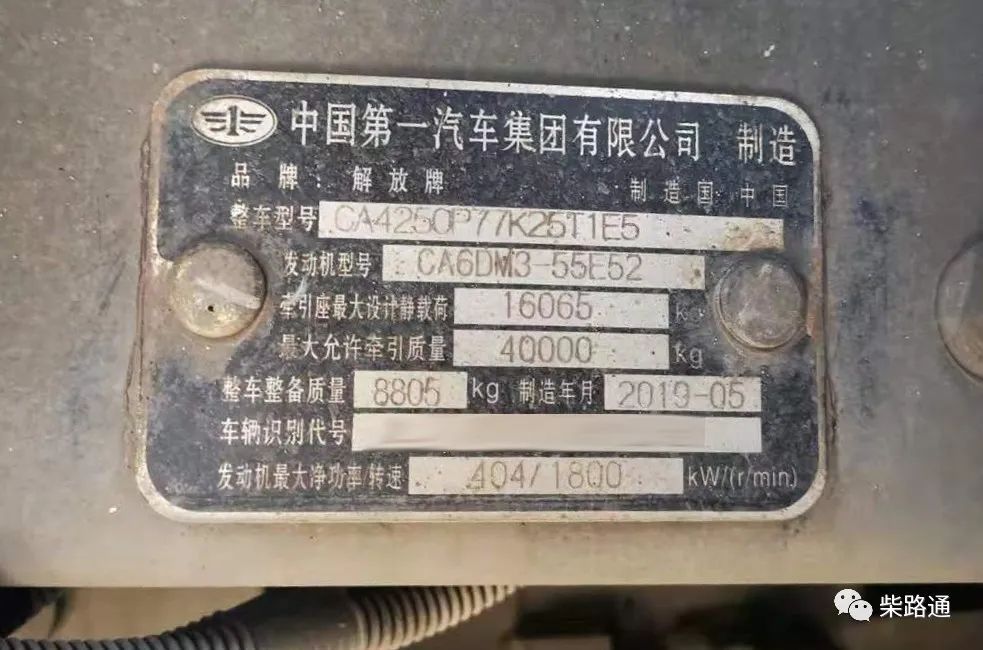 中国第一汽车集团有限公司 制造
品牌：解放牌 制造国 中国
整车型号 CA4250P77K25T1E5
发动机型号 CA6DM3-55E52
牵引座最大设计静载荷 16065 kg
最大允许牵引质量 40000 kg
整车整备质量 8805 kg 制造年月 2019-05
车辆识别代号
发动机最大净功率/转速 404/1800 kW/(r/min)
柴路通